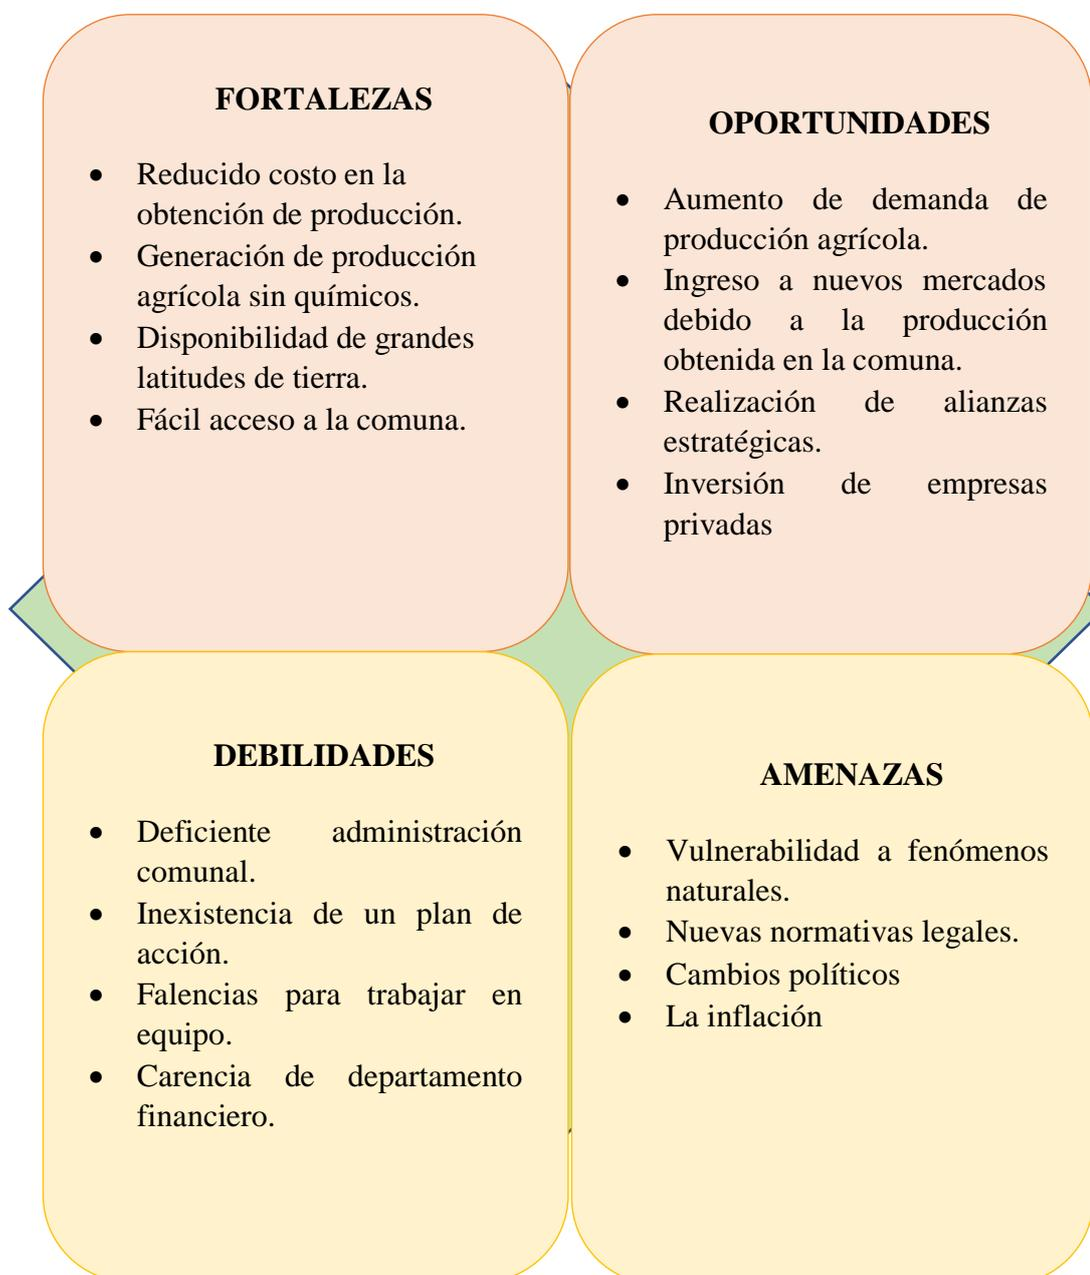 FORTALEZAS
• Reducido costo en la
obtención de producción.
• Generación de producción
agrícola sin químicos.
• Disponibilidad de grandes
latitudes de tierra.
• Fácil acceso a la comuna.
OPORTUNIDADES
• Aumento de demanda de
producción agrícola.
• Ingreso a nuevos mercados
debido a la producción
obtenida en la comuna.
• Realización de alianzas
estratégicas.
• Inversión de empresas
privadas
DEBILIDADES
• Deficiente administración
comunal.
• Inexistencia de un plan de
acción.
• Falencias para trabajar en
equipo.
• Carencia de departamento
financiero.
AMENAZAS
• Vulnerabilidad a fenómenos
naturales.
• Nuevas normativas legales.
• Cambios políticos
• La inflación